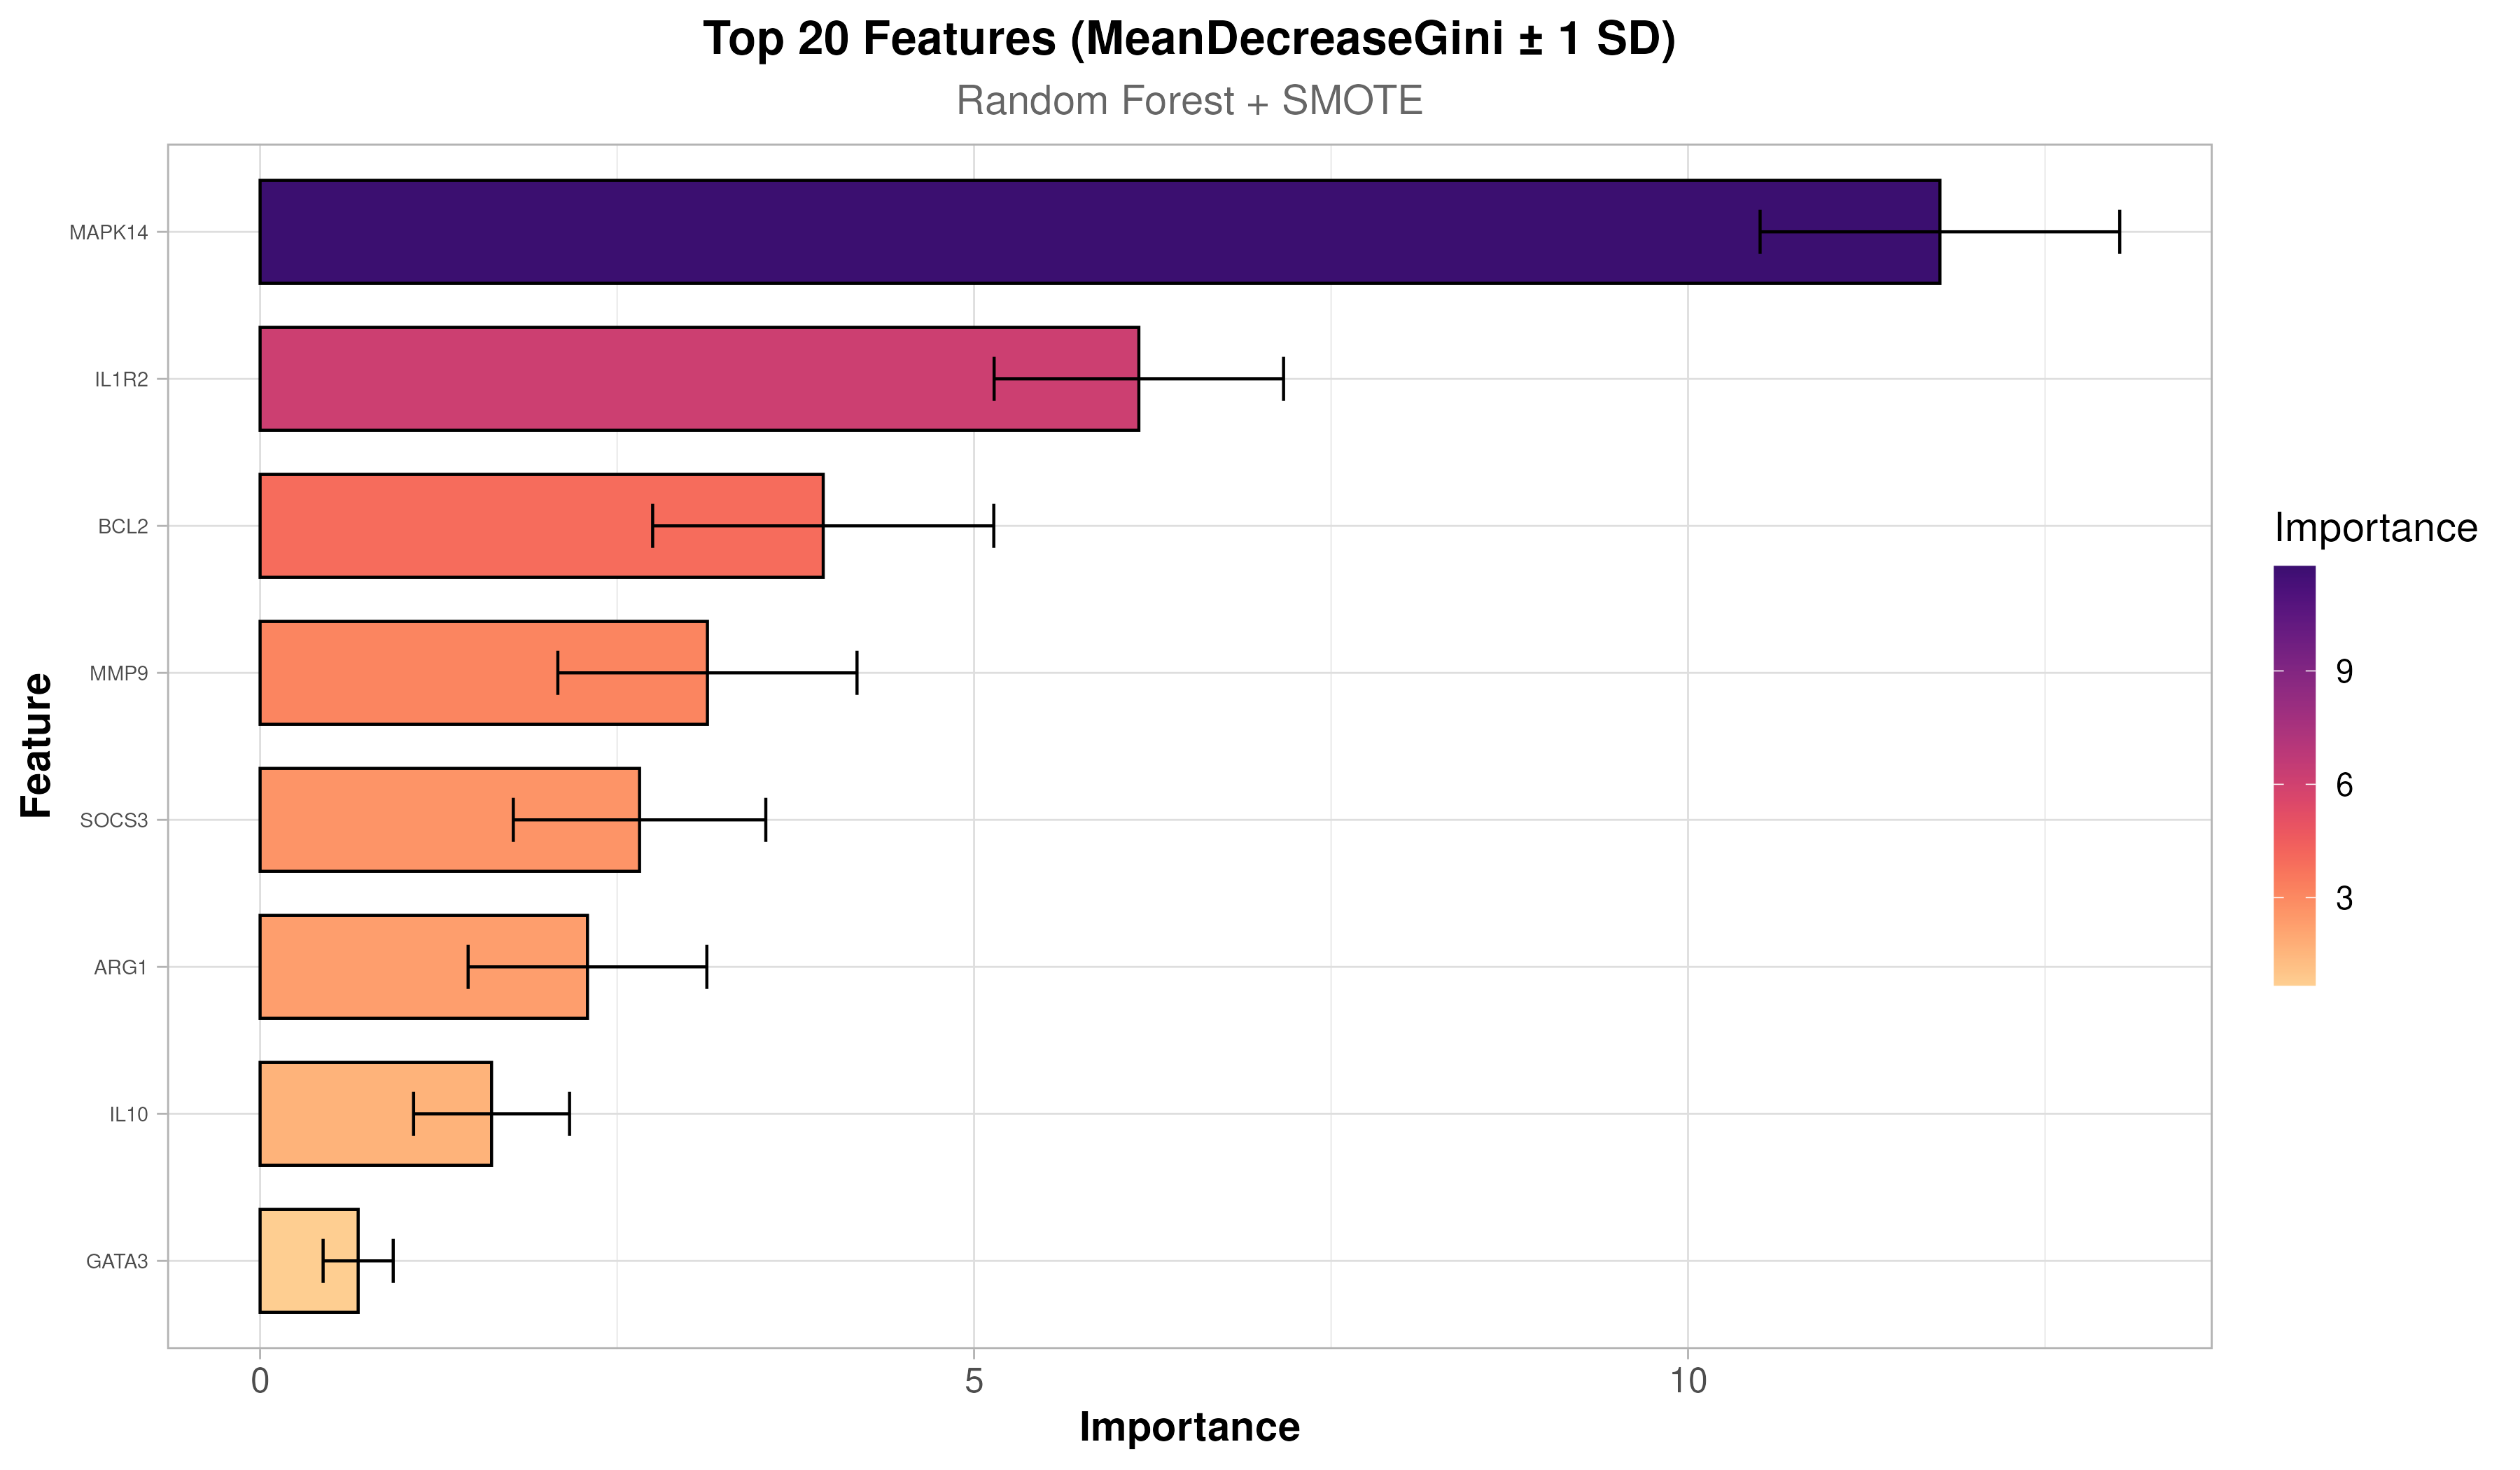 Top 20 Features (MeanDecreaseGini ± 1 SD)
Random Forest + SMOTE
Feature
MAPK14
IL1R2
BCL2
MMP9
SOCS3
ARG1
IL10
GATA3
0
5
10
Importance
Importance
9
6
3